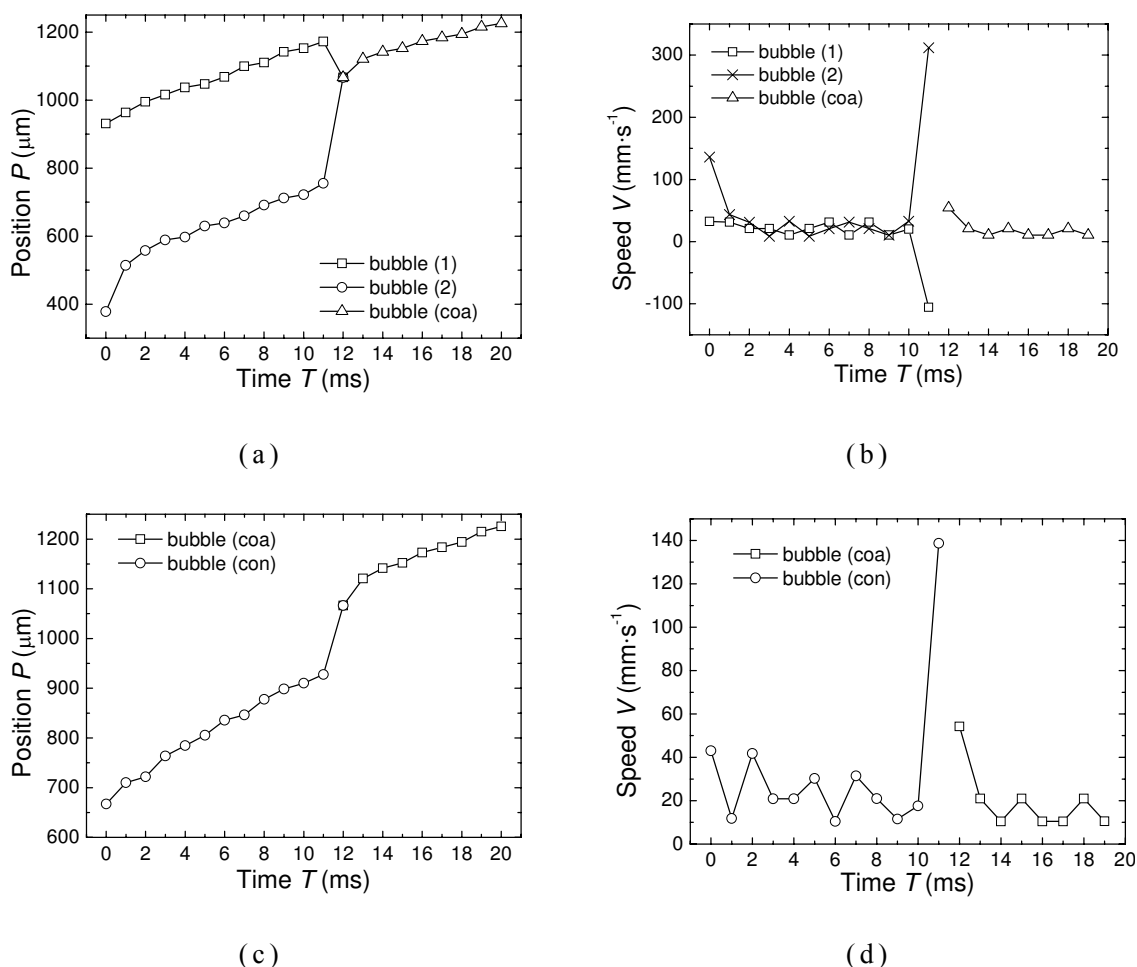 1200
1000
800
600
400
Position P (μm)
bubble (1)
bubble (2)
bubble (coa)
0 2 4 6 8 10 12 14 16 18 20
Time T (ms)
(a)
300
200
100
0
-100
Speed V (mm·s-1)
bubble (1)
bubble (2)
bubble (coa)
0 2 4 6 8 10 12 14 16 18 20
Time T (ms)
(b)
1200
1100
1000
900
800
700
600
Position P (μm)
bubble (coa)
bubble (con)
0 2 4 6 8 10 12 14 16 18 20
Time T (ms)
(c)
140
120
100
80
60
40
20
0
Speed V (mm·s-1)
bubble (coa)
bubble (con)
0 2 4 6 8 10 12 14 16 18 20
Time T (ms)
(d)